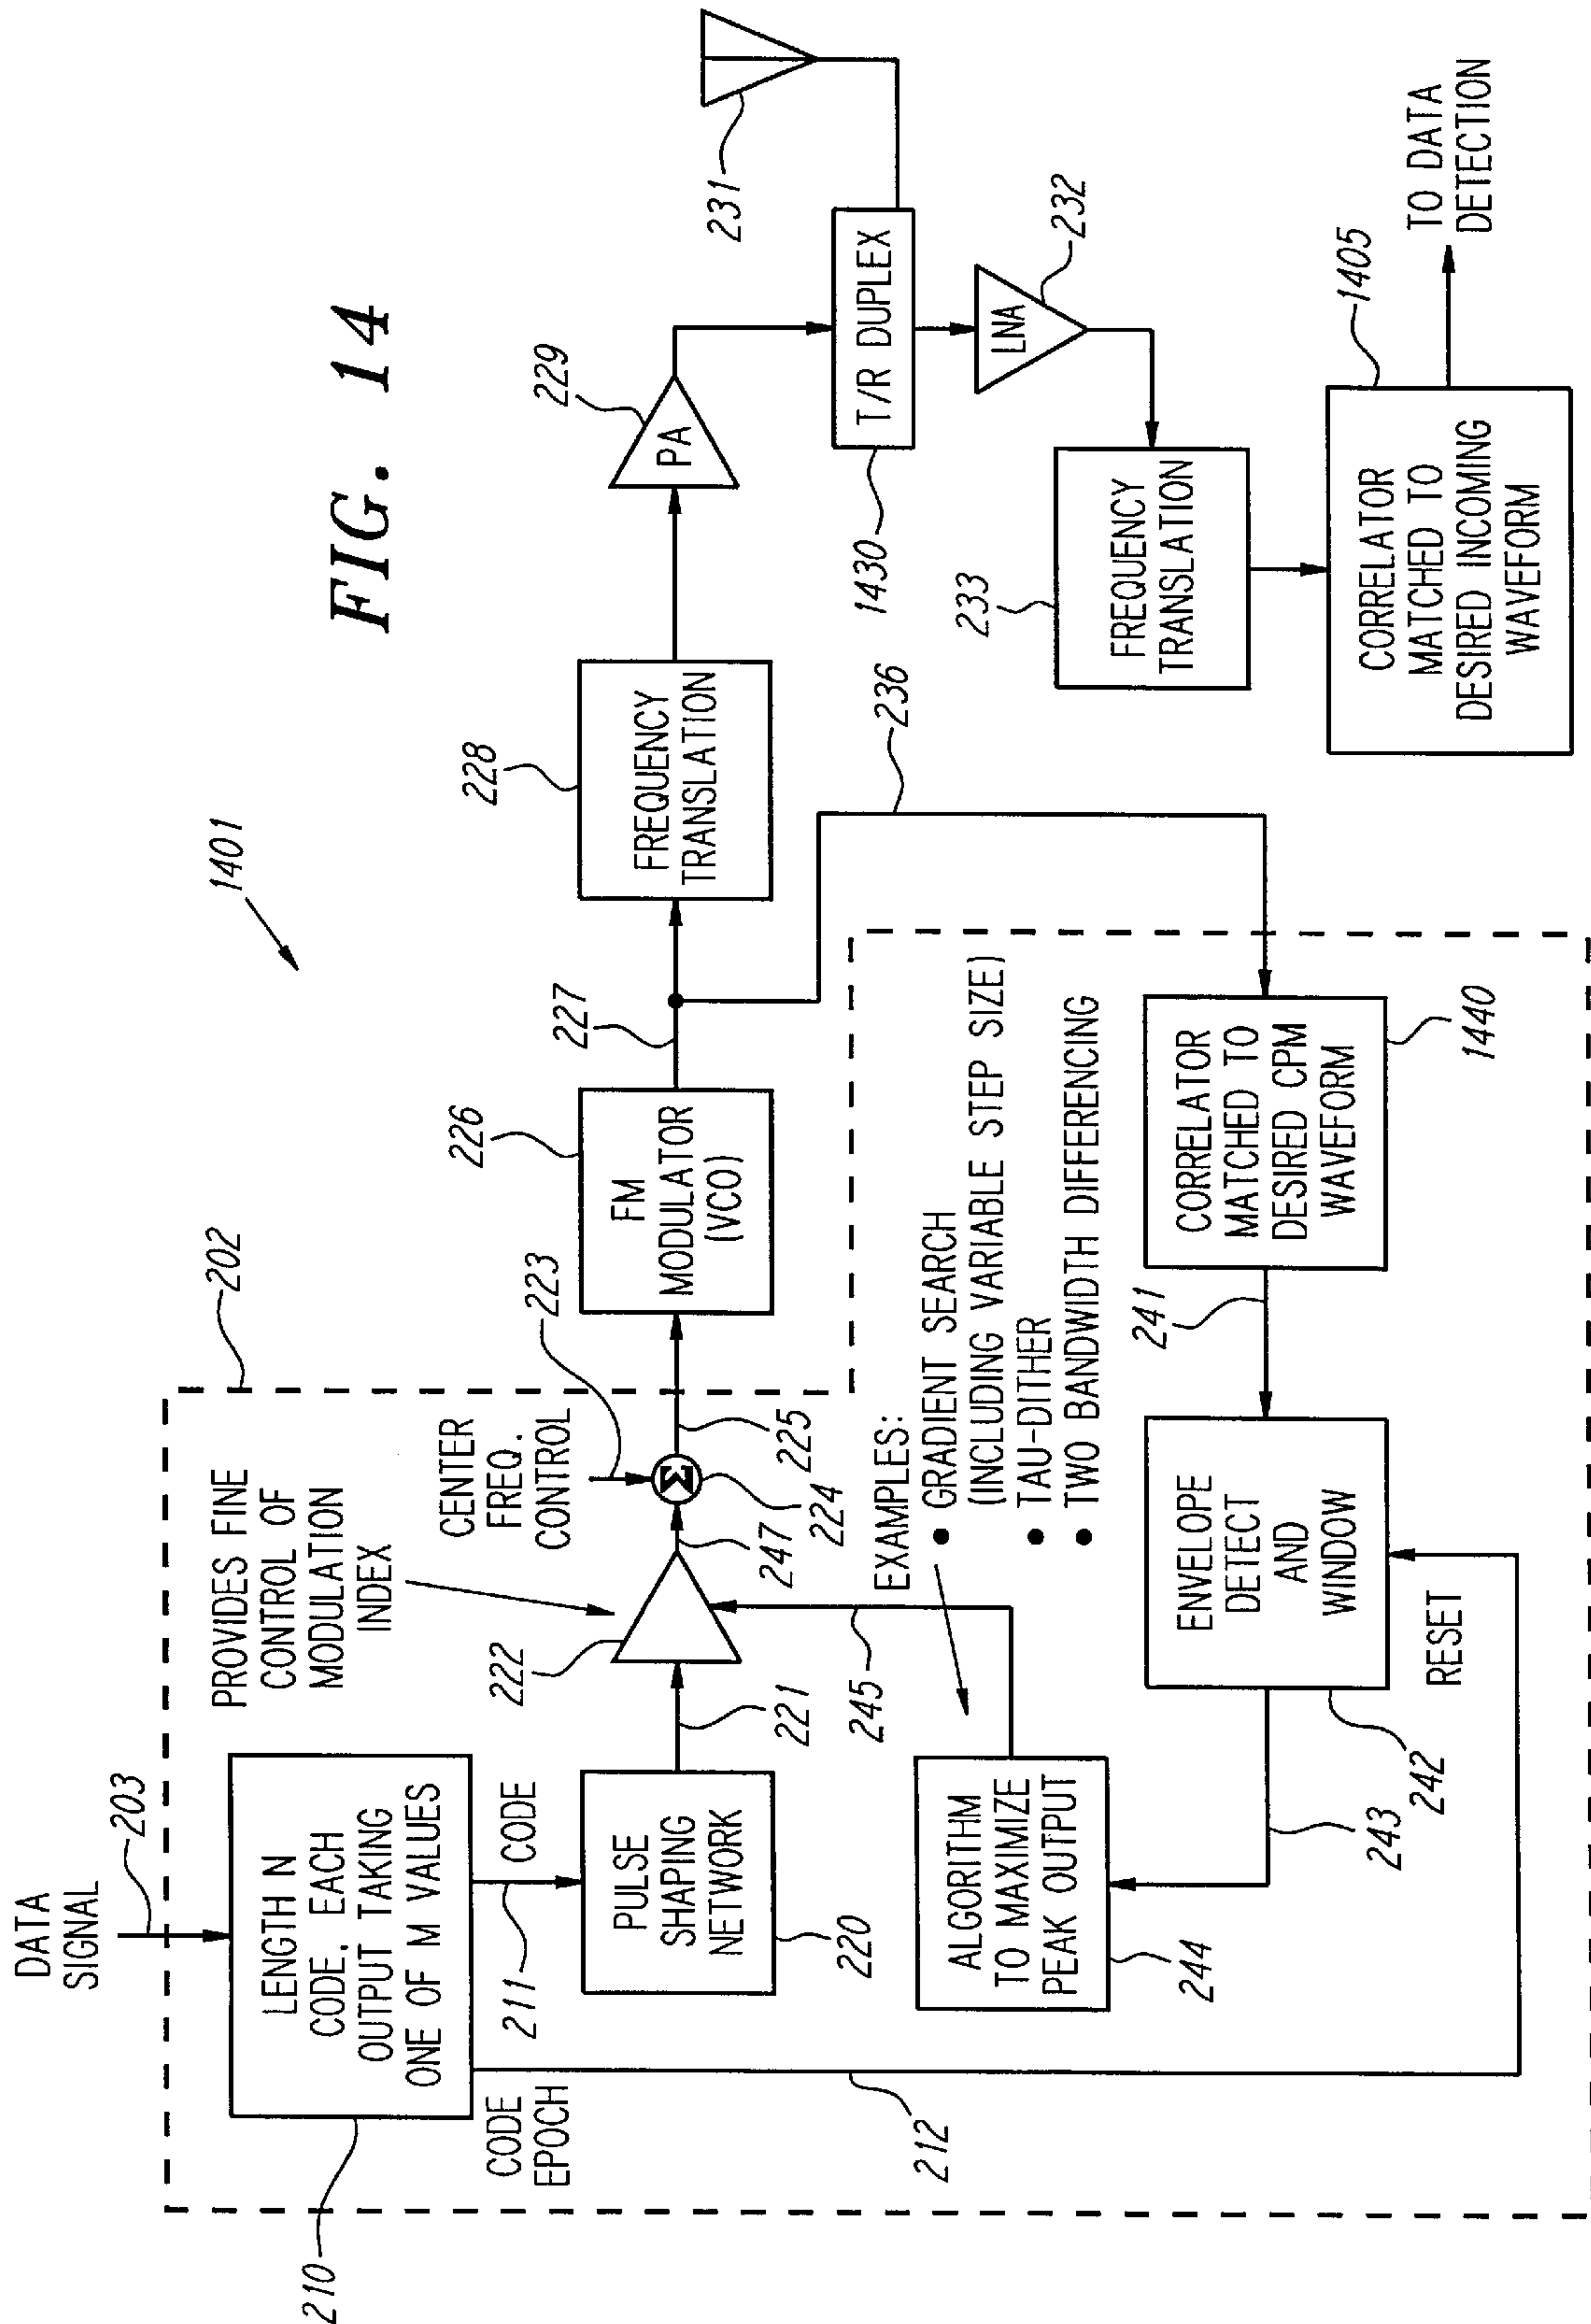 FIG. 14
1401
DATA
SIGNAL
203
202
210
LENGTH N
CODE, EACH
OUTPUT TAKING
ONE OF M VALUES
PROVIDES FINE
CONTROL OF
MODULATION
INDEX
CODE
EPOCH
CODE
211
212
PULSE
SHAPING
NETWORK
220
221
222
CENTER
FREQ.
CONTROL
223
Σ
224
225
247
FM
MODULATOR
(VCO)
226
227
FREQUENCY
TRANSLATION
228
PA
229
231
T/R DUPLEX
1430
LNA
232
FREQUENCY
TRANSLATION
233
236
CORRELATOR
MATCHED TO
DESIRED INCOMING
WAVEFORM
1405
TO DATA
DETECTION
EXAMPLES:
• GRADIENT SEARCH
(INCLUDING VARIABLE STEP SIZE)
• TAU-DITHER
• TWO BANDWIDTH DIFFERENCING
245
ALGORITHM
TO MAXIMIZE
PEAK OUTPUT
244
243
ENVELOPE
DETECT
AND
WINDOW
242
RESET
241
CORRELATOR
MATCHED TO
DESIRED CPM
WAVEFORM
1440